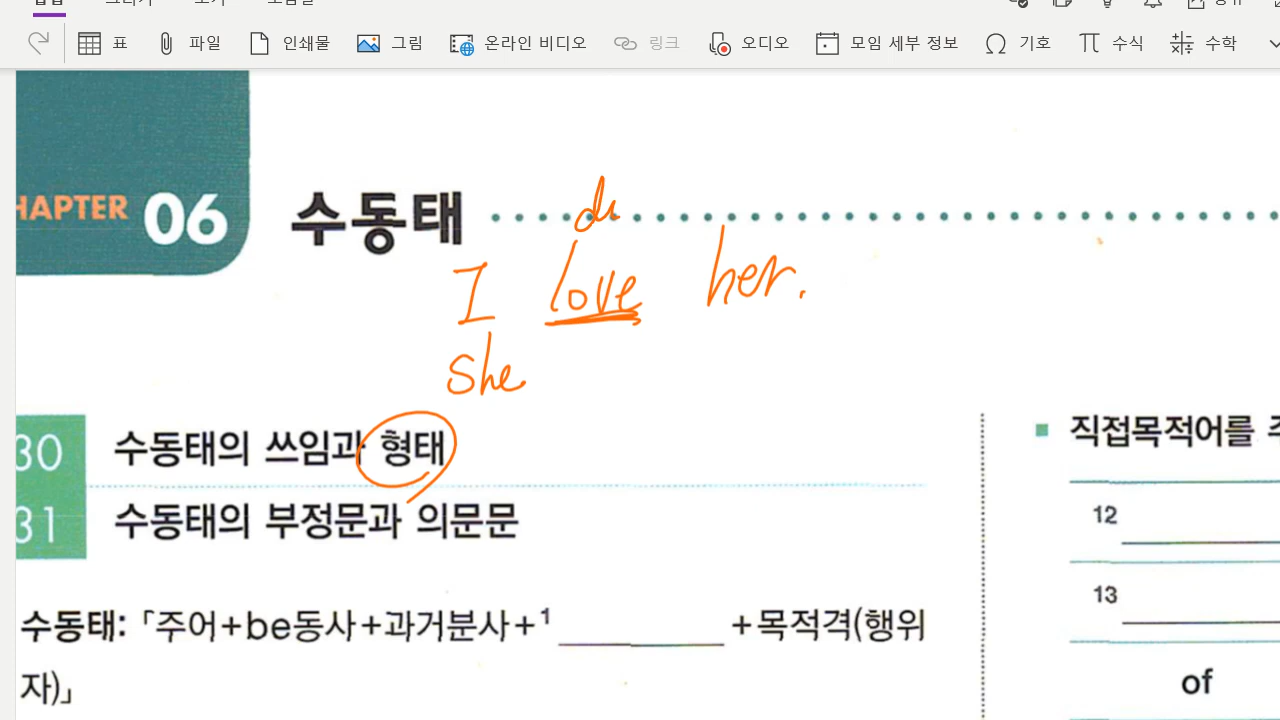 표 파일 인쇄물 그림 온라인 비디오 링크 오디오 모임 세부 정보 기호 수식 수학
HAPTER 06 수동태
I love her.
she
30 수동태의 쓰임과 형태
31 수동태의 부정문과 의문문
수동태: 「주어+be동사+과거분사+¹ ________ +목적격(행위
자)」
직접목적어를
12
13
of